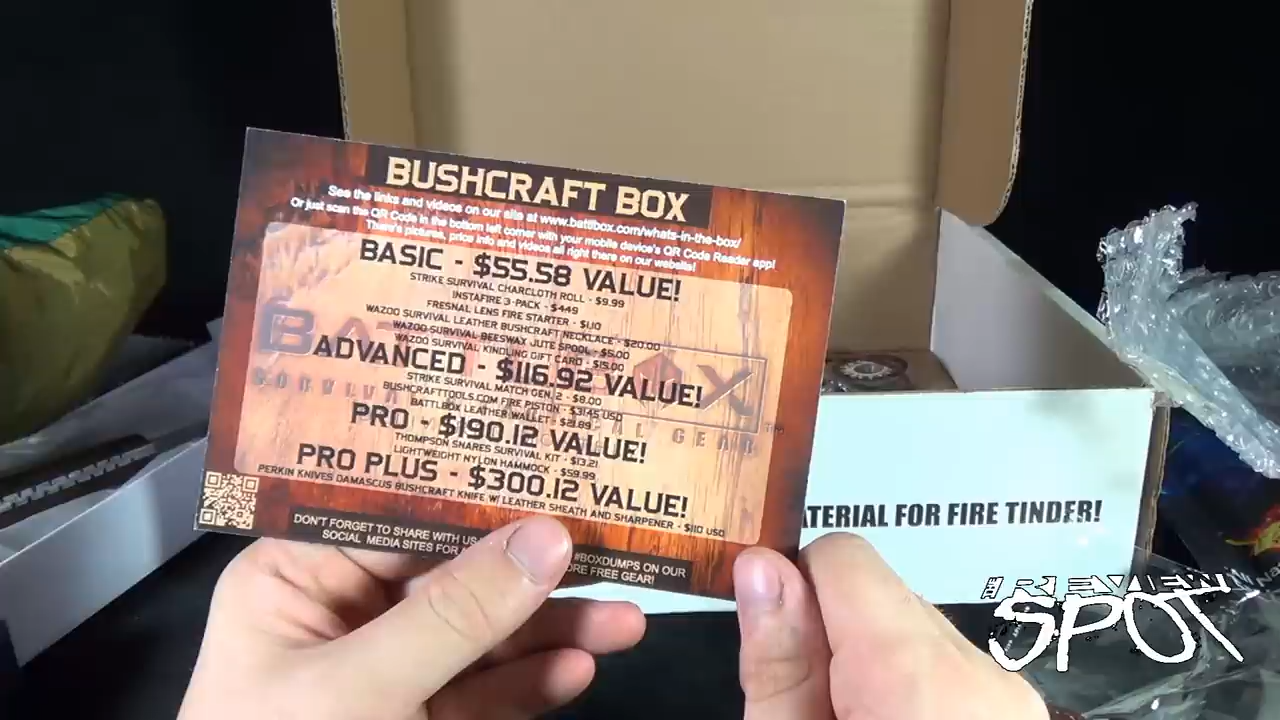 BUSHCRAFT BOX
See the links and videos on our site at www.battlbox.com/whats-in-the-box/
Or just scan the QR Code in the bottom left corner with your mobile device's QR Code Reader app!
There's pictures, price info and videos all right there on our website!
BASIC - $55.58 VALUE!
STRIKE SURVIVAL CHARCLOTH ROLL - $9.99
INSTAFIRE 3-PACK - $4.49
FRESNAL LENS FIRE STARTER - $1.10
WAZOO SURVIVAL LEATHER BUSHCRAFT NECKLACE - $20.00
WAZOO SURVIVAL BEESWAX JUTE SPOOL - $5.00
WAZOO SURVIVAL KINDLING GIFT CARD - $15.00
ADVANCED - $116.92 VALUE!
STRIKE SURVIVAL MATCH GEN. 2 - $8.00
BUSHCRAFTTOOLS.COM FIRE PISTON - $31.45 USD
BATTLBOX LEATHER WALLET - $21.89
PRO - $190.12 VALUE!
THOMPSON SNARES SURVIVAL KIT - $13.21
LIGHTWEIGHT NYLON HAMMOCK - $59.99
PRO PLUS - $300.12 VALUE!
PERKIN KNIVES DAMASCUS BUSHCRAFT KNIFE W/ LEATHER SHEATH AND SHARPENER - $110 USD
DON'T FORGET TO SHARE WITH US #BOXDUMPS ON OUR
SOCIAL MEDIA SITES FOR A FREE GEAR!
MATERIAL FOR FIRE TINDER!
THE REVIEW
SPOT